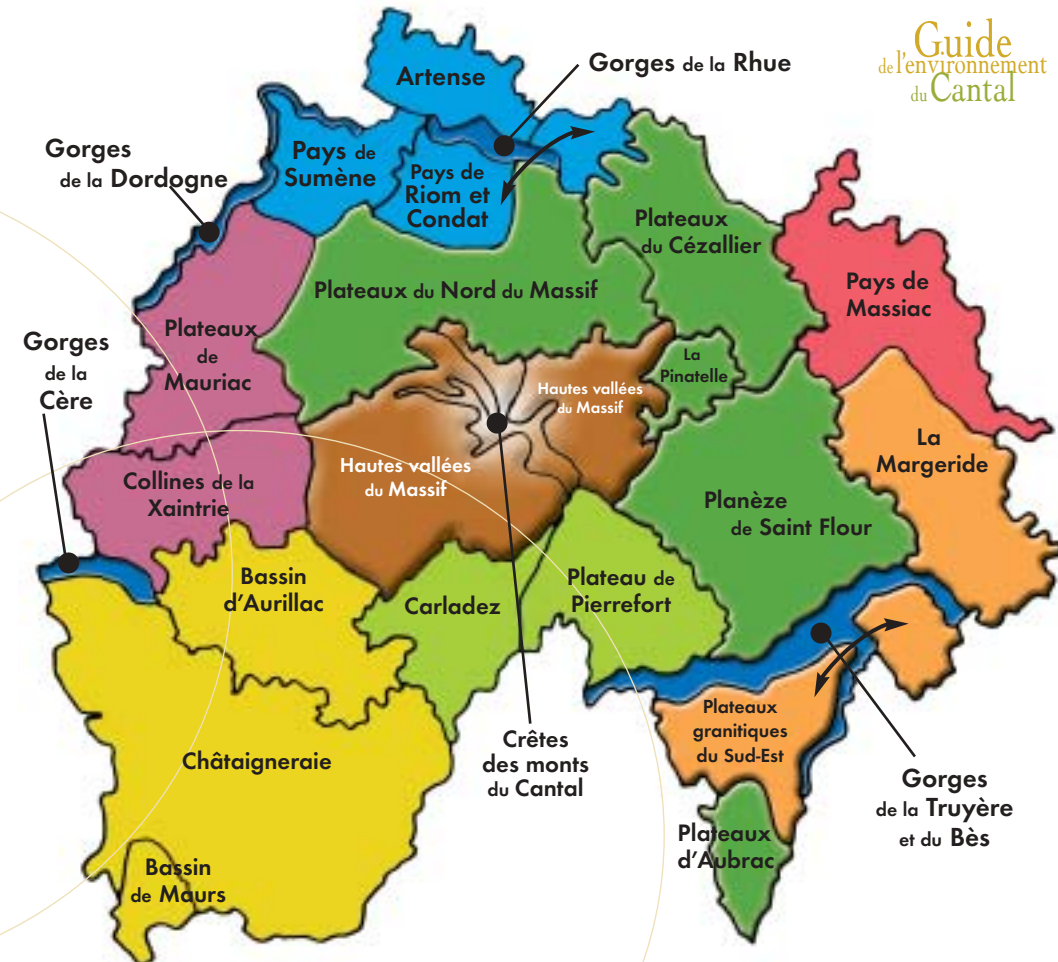 Guide
de l'environnement
du Cantal
Artense
Gorges de la Rhue
Gorges
de la Dordogne
Pays de
Sumène
Pays de
Riom et
Condat
Plateaux
du Cézallier
Pays de
Massiac
Plateaux du Nord du Massif
Plateaux
de
Mauriac
Gorges
de la
Cère
La
Pinatelle
Hautes vallées
du Massif
La
Margeride
Hautes vallées
du Massif
Collines de la
Xaintrie
Planèze
de Saint Flour
Bassin
d'Aurillac
Carladez
Plateau de
Pierrefort
Plateaux
granitiques
du Sud-Est
Crêtes
des monts
du Cantal
Châtaigneraie
Gorges
de la Truyère
et du Bès
Plateaux
d'Aubrac
Bassin
de Maurs